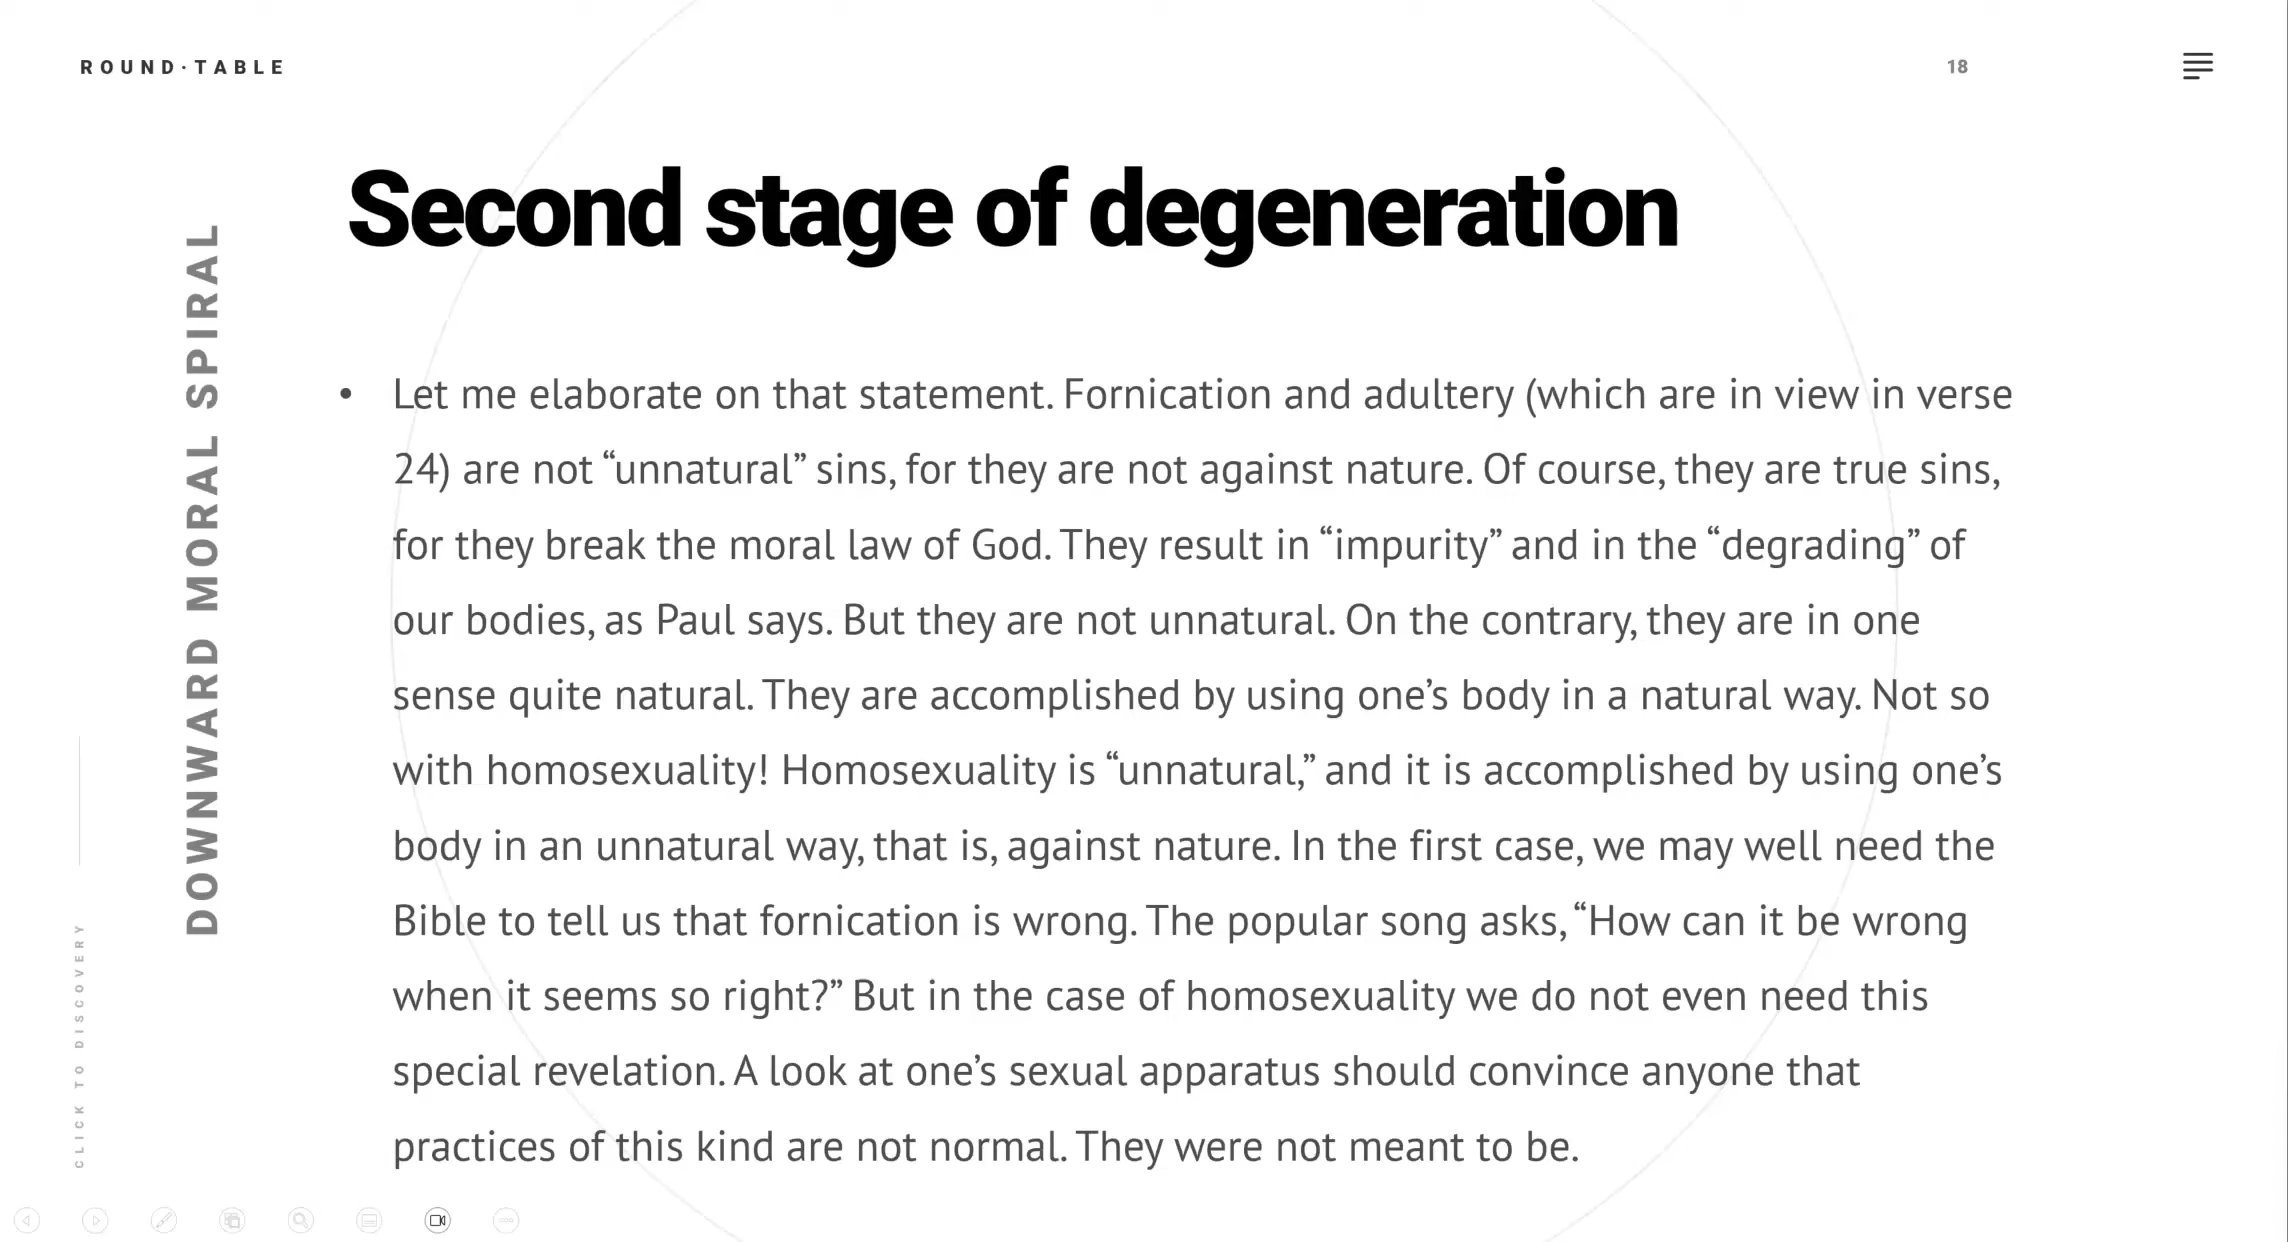 ROUND·TABLE
18
Second stage of degeneration
DOWNWARD MORAL SPIRAL
• Let me elaborate on that statement. Fornication and adultery (which are in view in verse
24) are not “unnatural” sins, for they are not against nature. Of course, they are true sins,
for they break the moral law of God. They result in “impurity” and in the “degrading” of
our bodies, as Paul says. But they are not unnatural. On the contrary, they are in one
sense quite natural. They are accomplished by using one’s body in a natural way. Not so
with homosexuality! Homosexuality is “unnatural,” and it is accomplished by using one’s
body in an unnatural way, that is, against nature. In the first case, we may well need the
Bible to tell us that fornication is wrong. The popular song asks, “How can it be wrong
when it seems so right?” But in the case of homosexuality we do not even need this
special revelation. A look at one’s sexual apparatus should convince anyone that
practices of this kind are not normal. They were not meant to be.
CLICK TO DISCOVERY